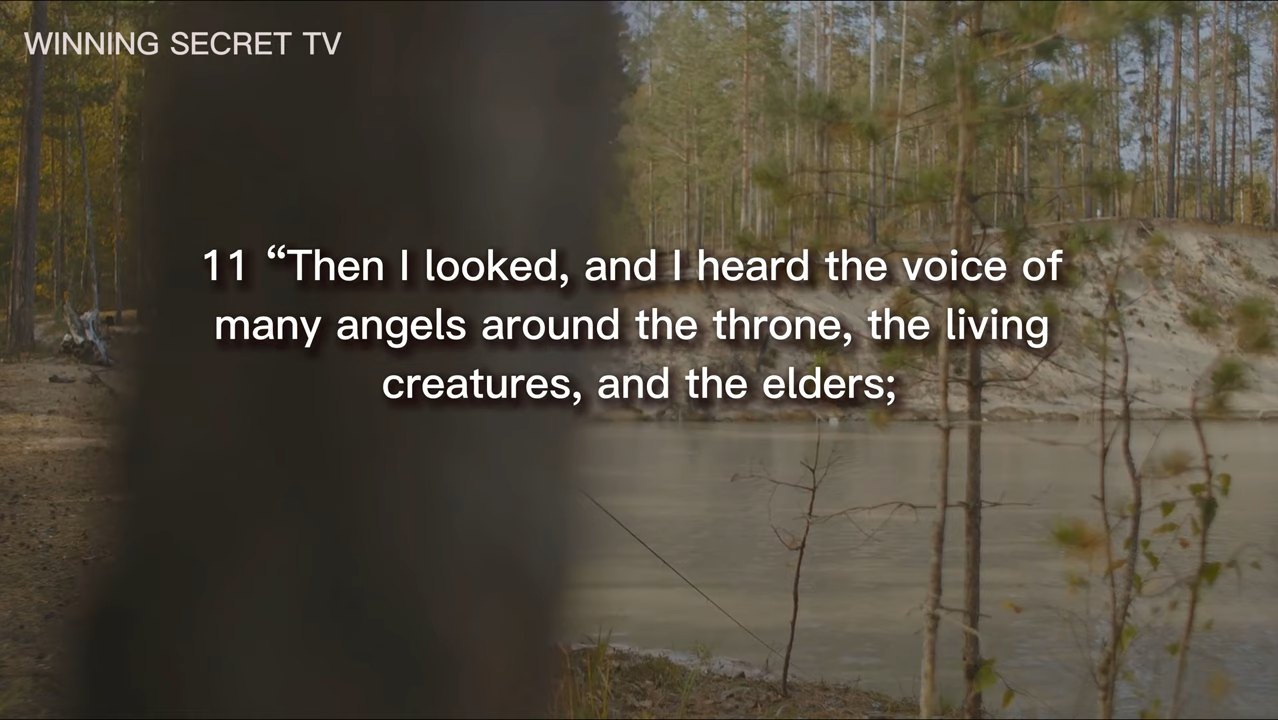 WINNING SECRET TV
11 “Then I looked, and I heard the voice of
many angels around the throne, the living
creatures, and the elders;